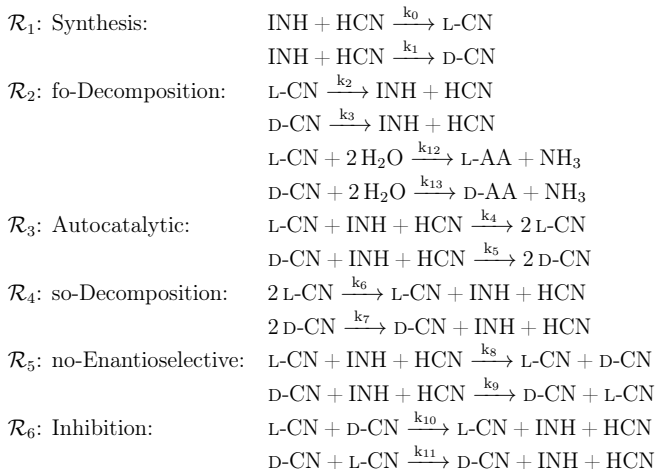 R₁: Synthesis: INH + HCN —k₀→ L-CN
INH + HCN —k₁→ D-CN
R₂: fo-Decomposition: L-CN —k₂→ INH + HCN
D-CN —k₃→ INH + HCN
L-CN + 2 H₂O —k₁₂→ L-AA + NH₃
D-CN + 2 H₂O —k₁₃→ D-AA + NH₃
R₃: Autocatalytic: L-CN + INH + HCN —k₄→ 2 L-CN
D-CN + INH + HCN —k₅→ 2 D-CN
R₄: so-Decomposition: 2 L-CN —k₆→ L-CN + INH + HCN
2 D-CN —k₇→ D-CN + INH + HCN
R₅: no-Enantioselective: L-CN + INH + HCN —k₈→ L-CN + D-CN
D-CN + INH + HCN —k₉→ D-CN + L-CN
R₆: Inhibition: L-CN + D-CN —k₁₀→ L-CN + INH + HCN
D-CN + L-CN —k₁₁→ D-CN + INH + HCN